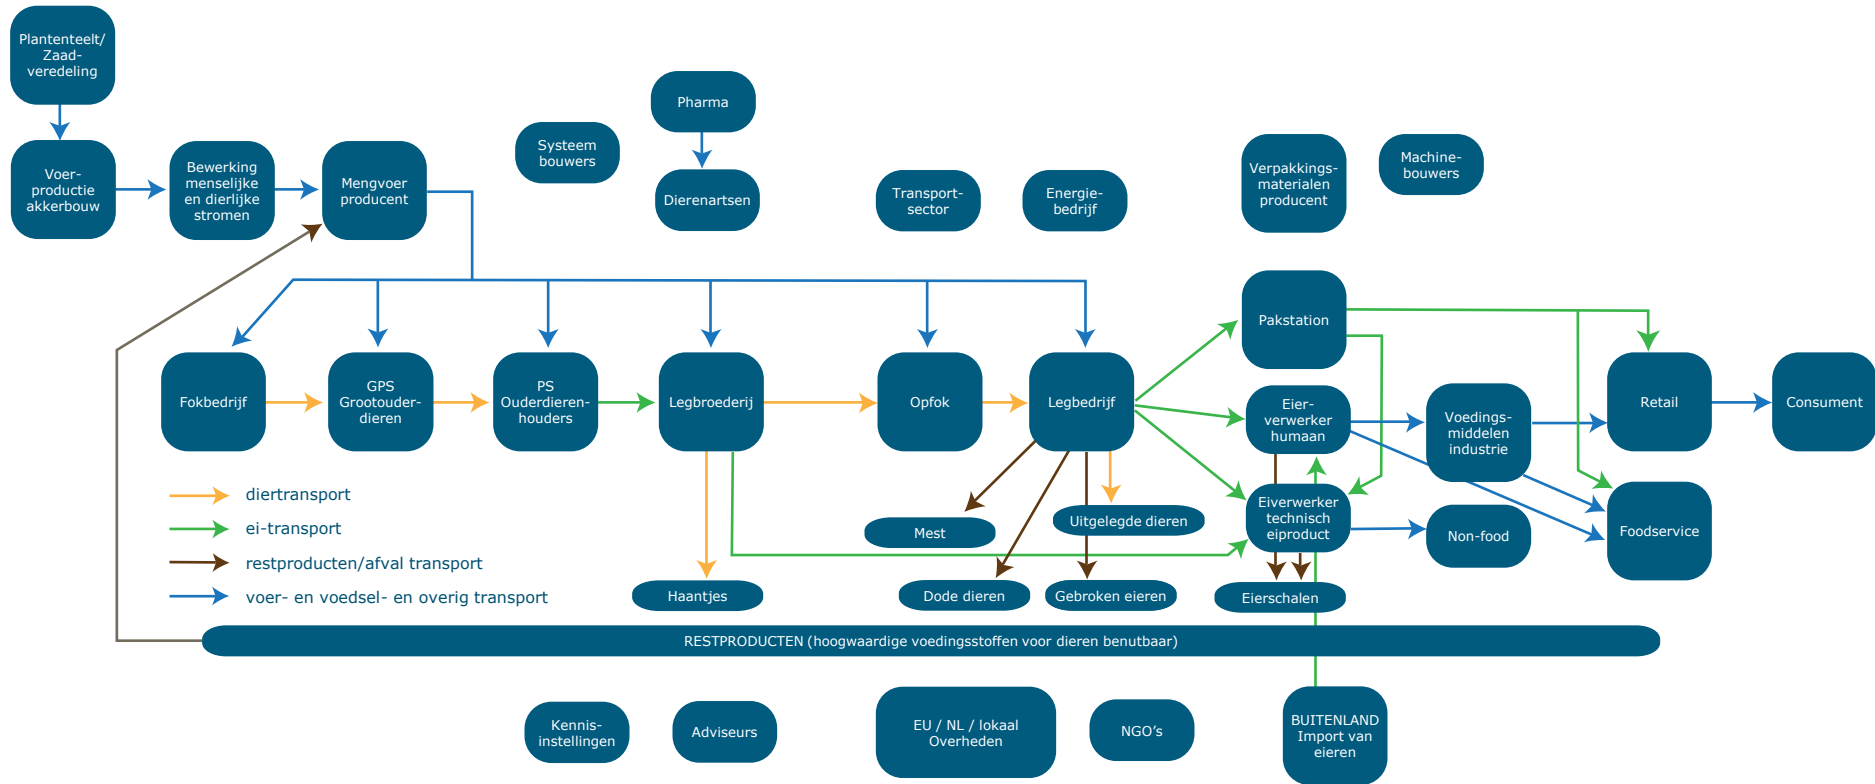 Plantenteelt/
Zaad-
veredeling
Pharma
Systeem
bouwers
Voer-
productie
akkerbouw
Bewerking
menselijke
en dierlijke
stromen
Mengvoer
producent
Dierenartsen
Transport-
sector
Energie-
bedrijf
Verpakkings-
materialen
producent
Machine-
bouwers
Pakstation
Fokbedrijf
GPS
Grootouder-
dieren
PS
Ouderdieren-
houders
Legbroederij
Opfok
Legbedrijf
Eier-
verwerker
humaan
Voedings-
middelen
industrie
Retail
Consument
diertransport
ei-transport
restproducten/afval transport
voer- en voedsel- en overig transport
Mest
Uitgelegde dieren
Eiverwerker
technisch
eiproduct
Non-food
Foodservice
Haantjes
Dode dieren
Gebroken eieren
Eierschalen
RESTPRODUCTEN (hoogwaardige voedingsstoffen voor dieren benutbaar)
Kennis-
instellingen
Adviseurs
EU / NL / lokaal
Overheden
NGO's
BUITENLAND
Import van
eieren